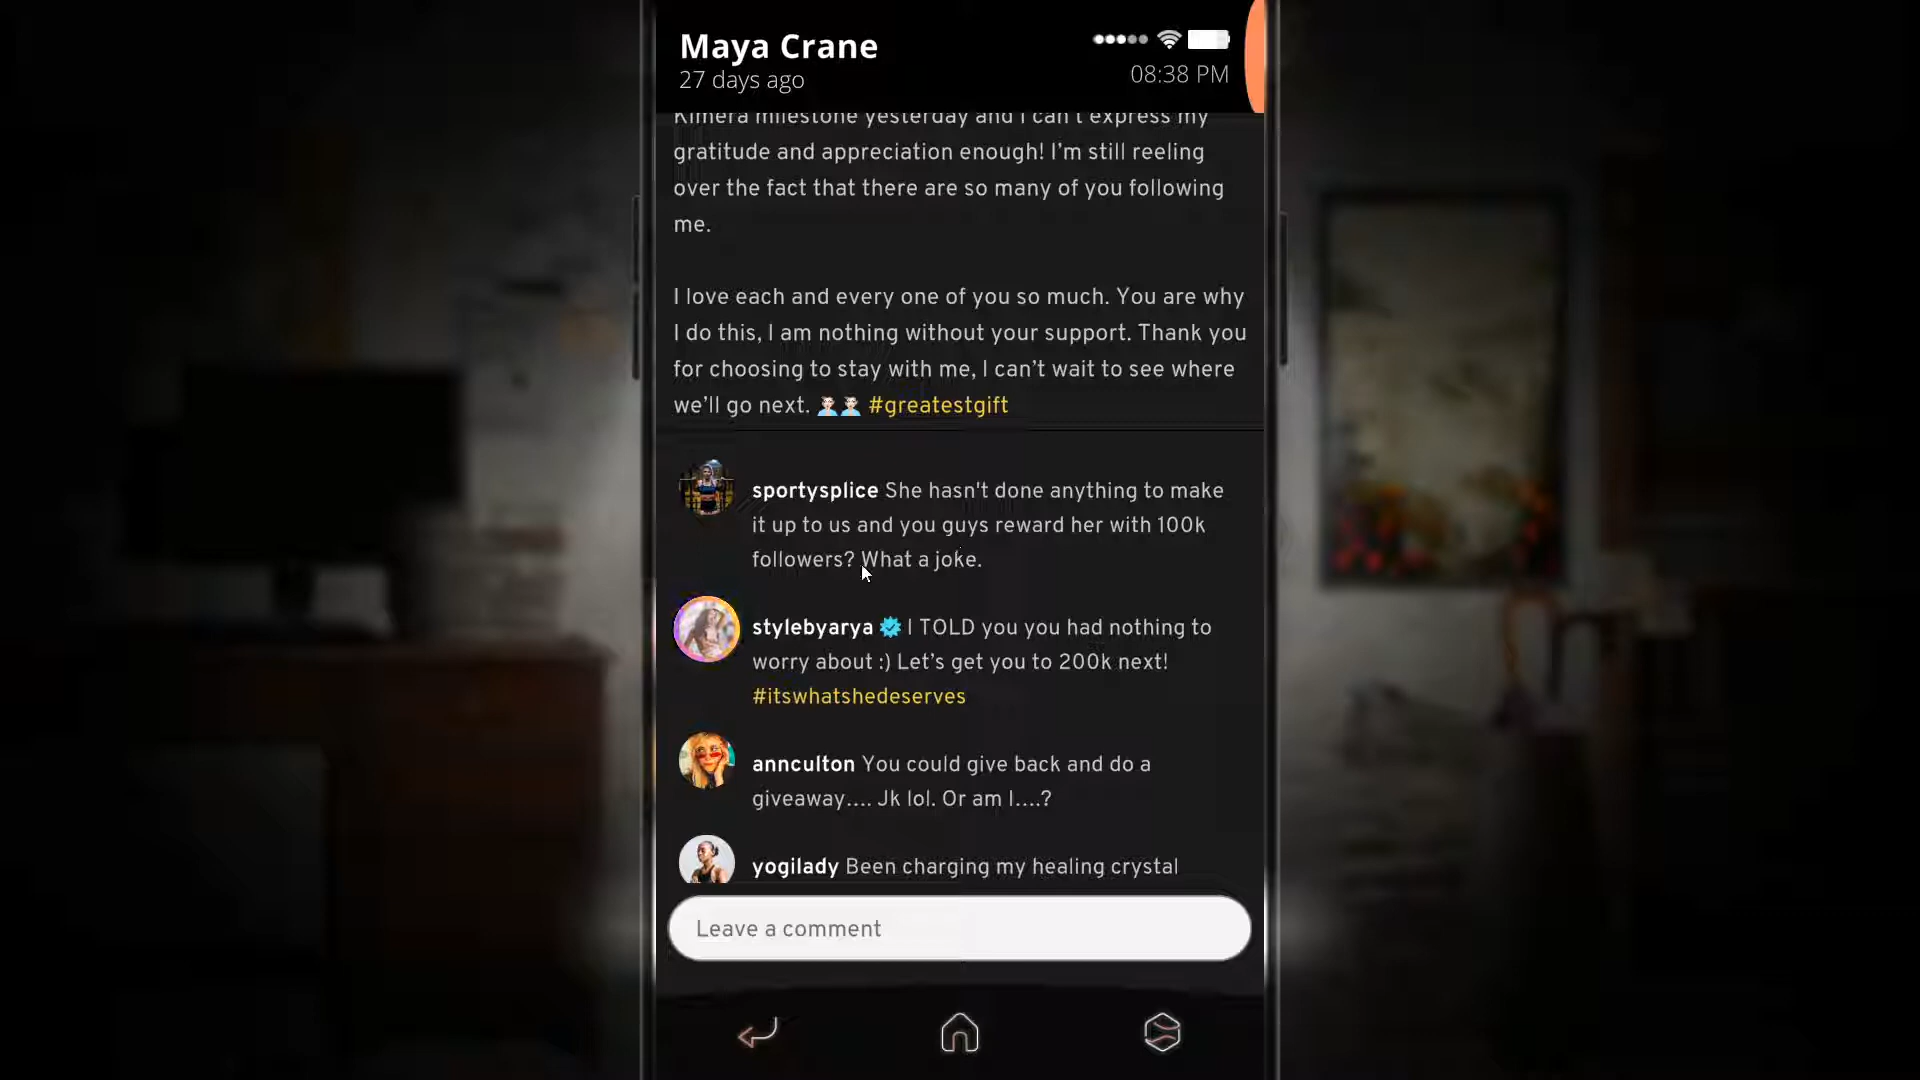 Maya Crane
27 days ago
08:38 PM
Kimera milestone yesterday and I can't express my
gratitude and appreciation enough! I'm still reeling
over the fact that there are so many of you following
me.
I love each and every one of you so much. You are why
I do this, I am nothing without your support. Thank you
for choosing to stay with me, I can't wait to see where
we'll go next. 💆🏻💆🏻 #greatestgift
sportysplice She hasn't done anything to make
it up to us and you guys reward her with 100k
followers? What a joke.
stylebyarya I TOLD you you had nothing to
worry about :) Let's get you to 200k next!
#itswhatshedeserves
annculton You could give back and do a
giveaway.... Jk lol. Or am I....?
yogilady Been charging my healing crystal
Leave a comment